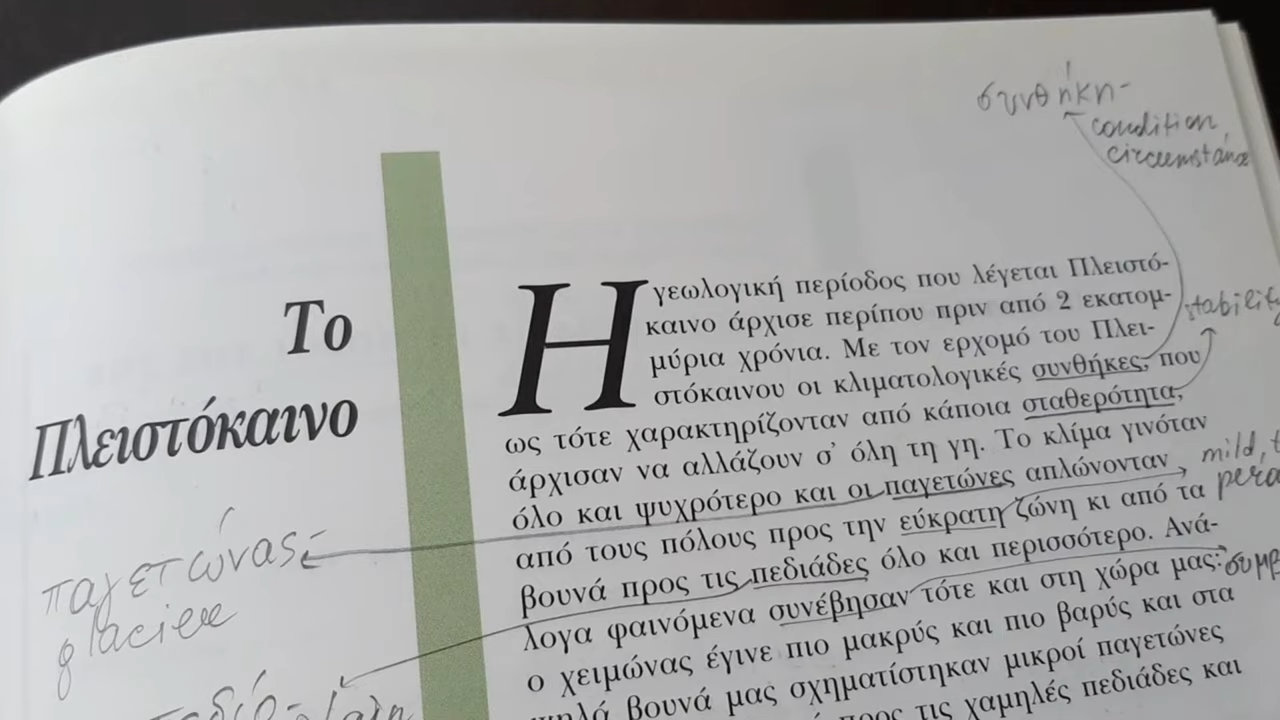 συνθήκη-
condition,
circumstance
Το
Πλειστόκαινο
Η γεωλογική περίοδος που λέγεται Πλειστό-
καινο άρχισε περίπου πριν από 2 εκατομ-
μύρια χρόνια. Με τον ερχομό του Πλει-
στόκαινου οι κλιματολογικές συνθήκες, που
ως τότε χαρακτηρίζονταν από κάποια σταθερότητα,
άρχισαν να αλλάζουν σ' όλη τη γη. Το κλίμα γινόταν
όλο και ψυχρότερο και οι παγετώνες απλώνονταν
από τους πόλους προς την εύκρατη ζώνη κι από τα
βουνά προς τις πεδιάδες όλο και περισσότερο. Ανά-
λογα φαινόμενα συνέβησαν τότε και στη χώρα μας:
ο χειμώνας έγινε πιο μακρύς και πιο βαρύς και στα
βουνά μας σχηματίστηκαν μικροί παγετώνες
προς τις χαμηλές πεδιάδες και
stability
mild,
παγετώνας-
glacier